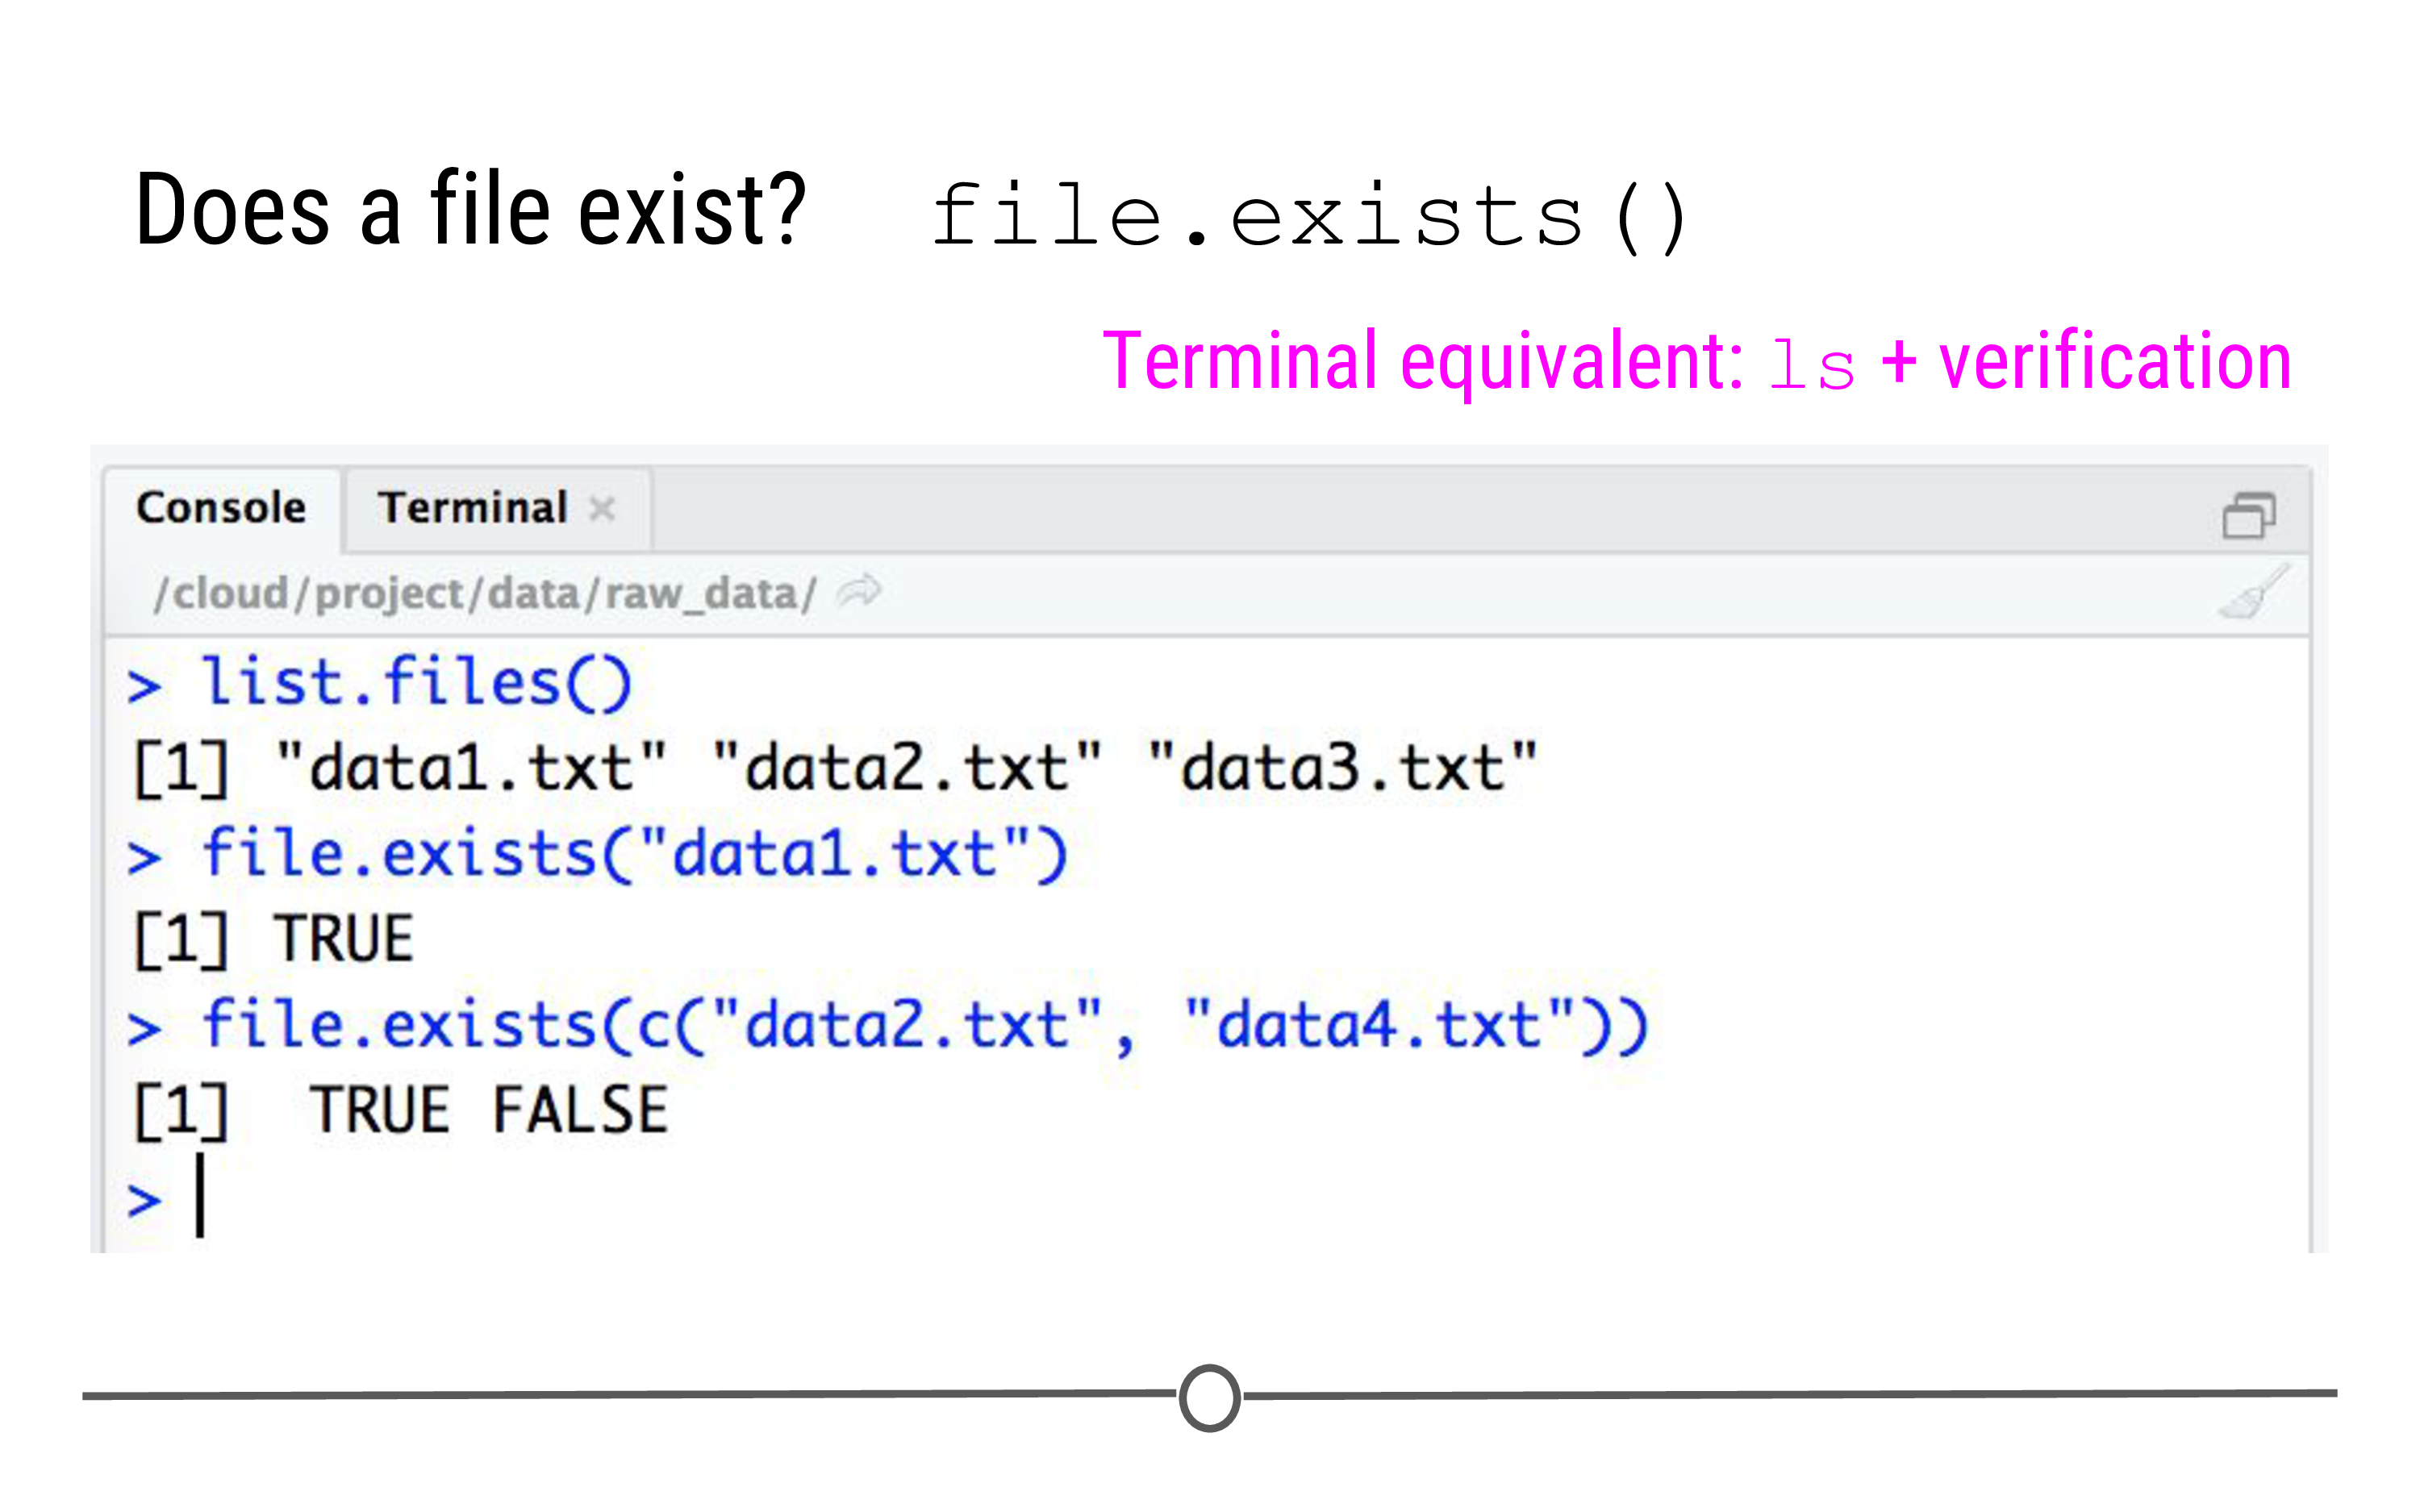 Does a file exist? file.exists()
Terminal equivalent: ls + verification
Console Terminal
/cloud/project/data/raw_data/
> list.files()
[1] "data1.txt" "data2.txt" "data3.txt"
> file.exists("data1.txt")
[1] TRUE
> file.exists(c("data2.txt", "data4.txt"))
[1]  TRUE FALSE
>